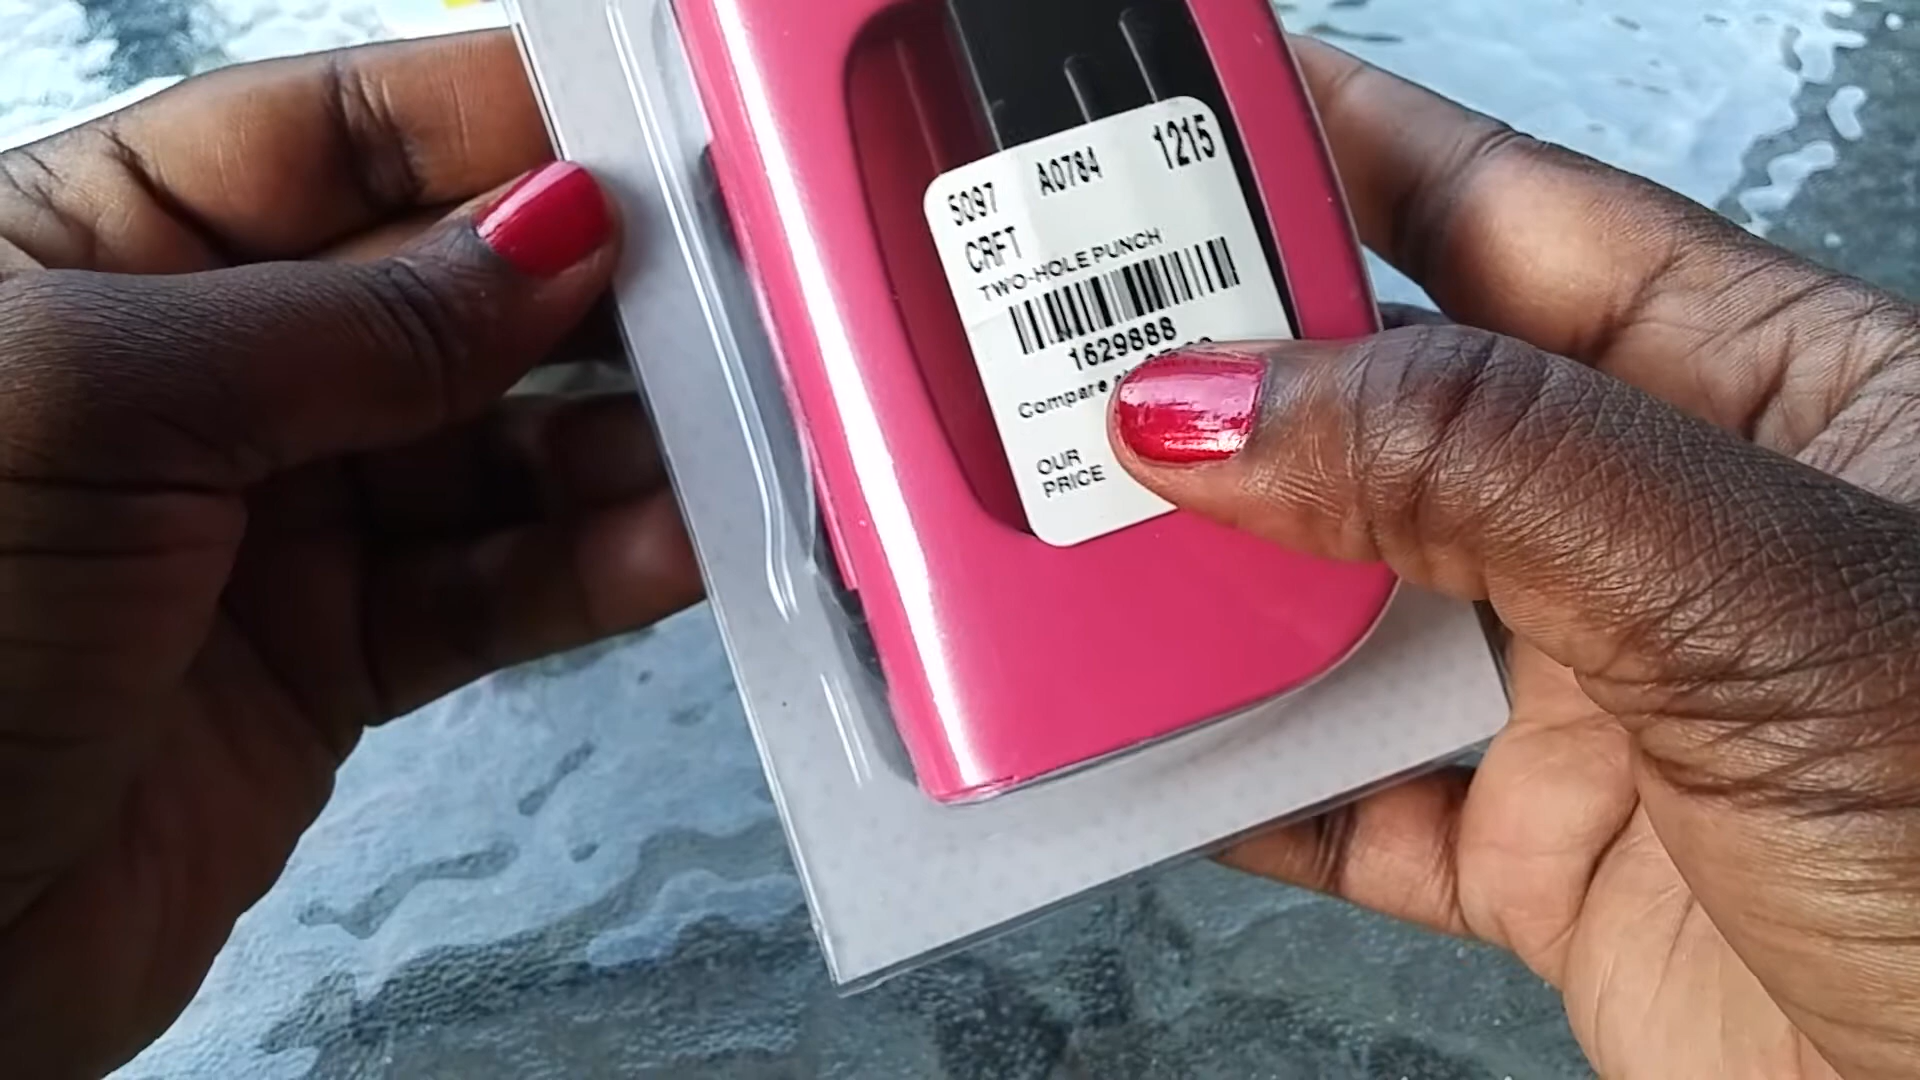 5097 A0784 1215
CRFT
TWO-HOLE PUNCH
1629888
Compare
OUR
PRICE